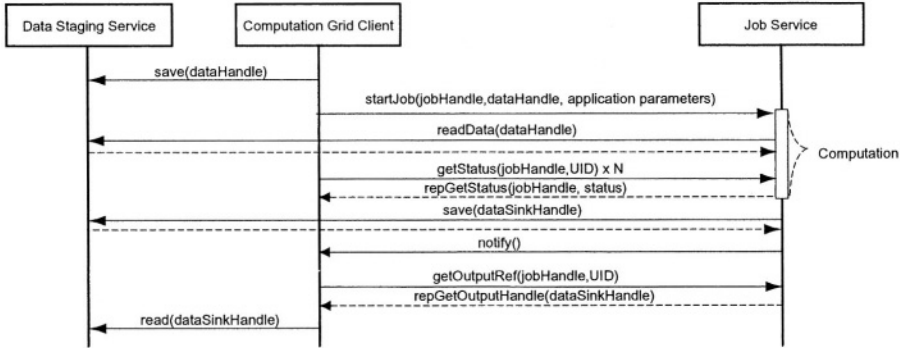 Data Staging Service
Computation Grid Client
Job Service
save(dataHandle)
startJob(jobHandle,dataHandle, application parameters)
readData(dataHandle)
Computation
getStatus(jobHandle,UID) x N
repGetStatus(jobHandle, status)
save(dataSinkHandle)
notify()
getOutputRef(jobHandle,UID)
repGetOutputHandle(dataSinkHandle)
read(dataSinkHandle)